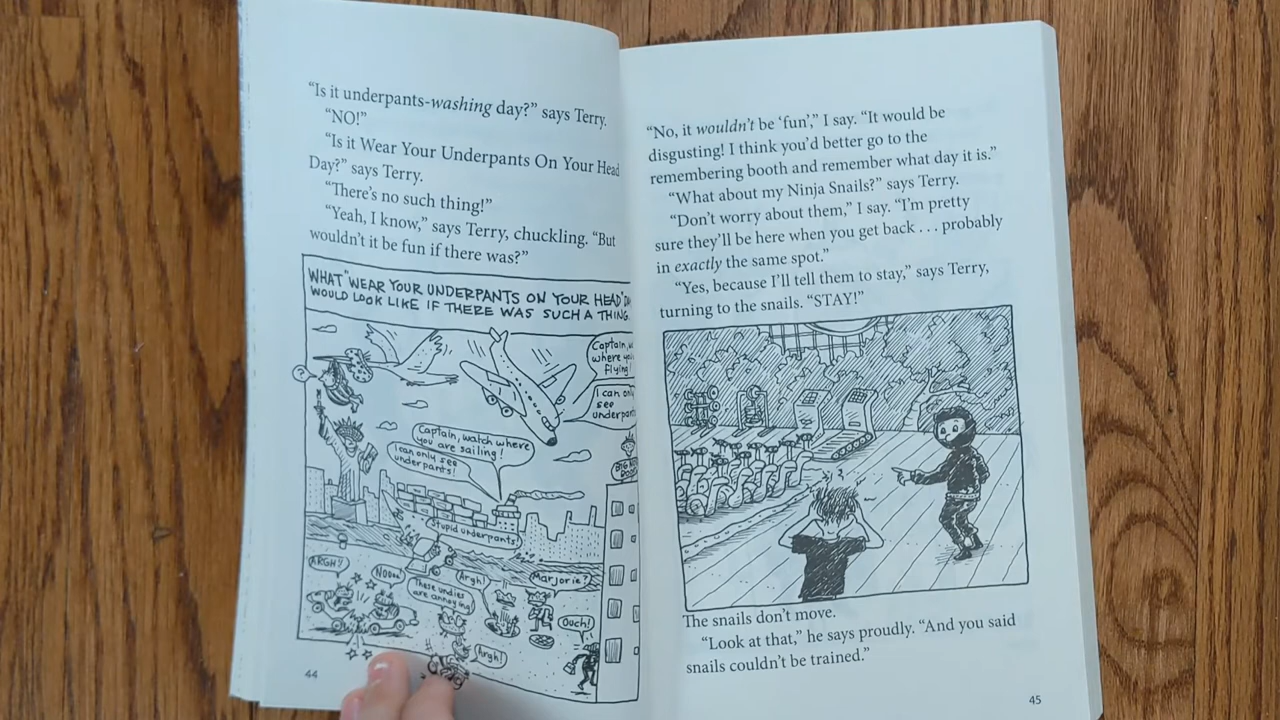 “Is it underpants-washing day?” says Terry.
“NO!”
“Is it Wear Your Underpants On Your Head
Day?” says Terry.
“There’s no such thing!”
“Yeah, I know,” says Terry, chuckling. “But
wouldn’t it be fun if there was?”
WHAT "WEAR YOUR UNDERPANTS ON YOUR HEAD"
WOULD LOOK LIKE IF THERE WAS SUCH A THING.
?
Captain,
where
flying!
I can
see
Captain, watch where
you are sailing!
I can only see
underpants!
Stupid underpants!
ARGH!
These undies
are annoying!
Argh!
Marjorie?
Ouch!
Argh!
44
“No, it wouldn’t be ‘fun’,” I say. “It would be
disgusting! I think you’d better go to the
remembering booth and remember what day it is.”
“What about my Ninja Snails?” says Terry.
“Don’t worry about them,” I say. “I’m pretty
sure they’ll be here when you get back . . . probably
in exactly the same spot.”
“Yes, because I’ll tell them to stay,” says Terry,
turning to the snails. “STAY!”
The snails don’t move.
“Look at that,” he says proudly. “And you said
snails couldn’t be trained.”
45